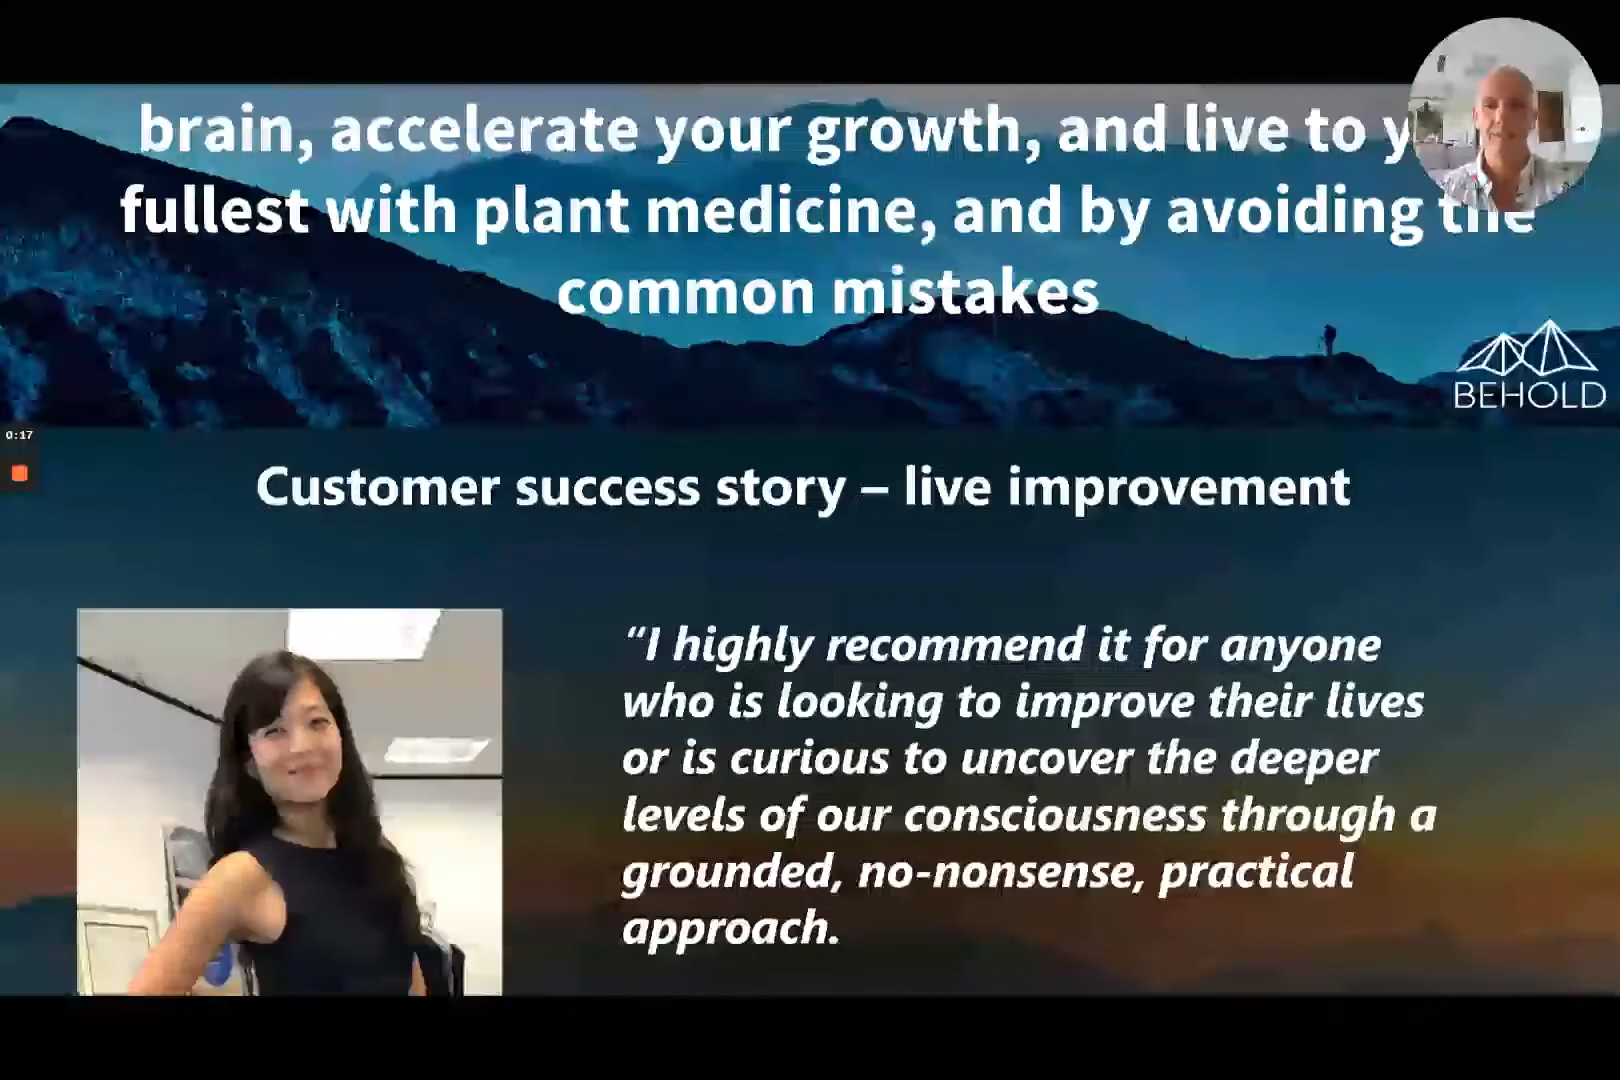 brain, accelerate your growth, and live to
fullest with plant medicine, and by avoiding the
common mistakes
BEHOLD
0:17
Customer success story – live improvement
“I highly recommend it for anyone
who is looking to improve their lives
or is curious to uncover the deeper
levels of our consciousness through a
grounded, no-nonsense, practical
approach.